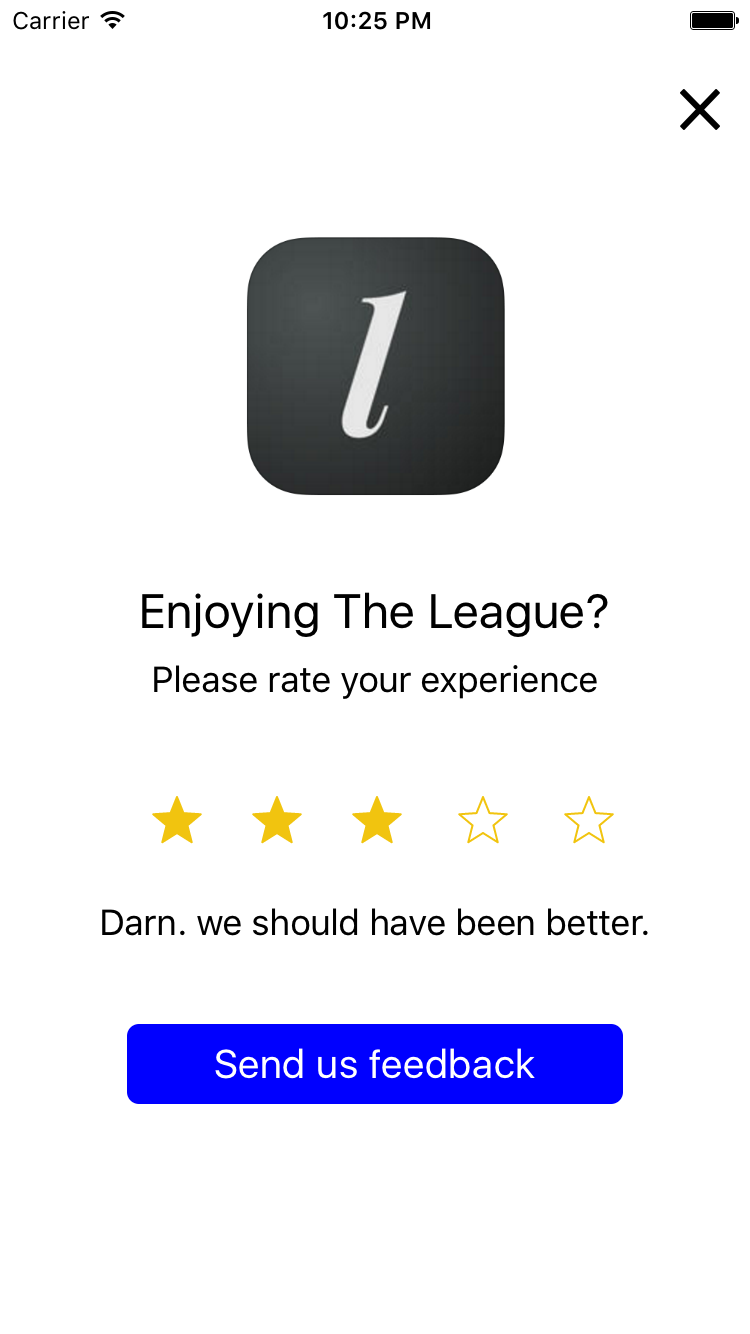 Carrier 10:25 PM
l
Enjoying The League?
Please rate your experience
Darn. we should have been better.
Send us feedback